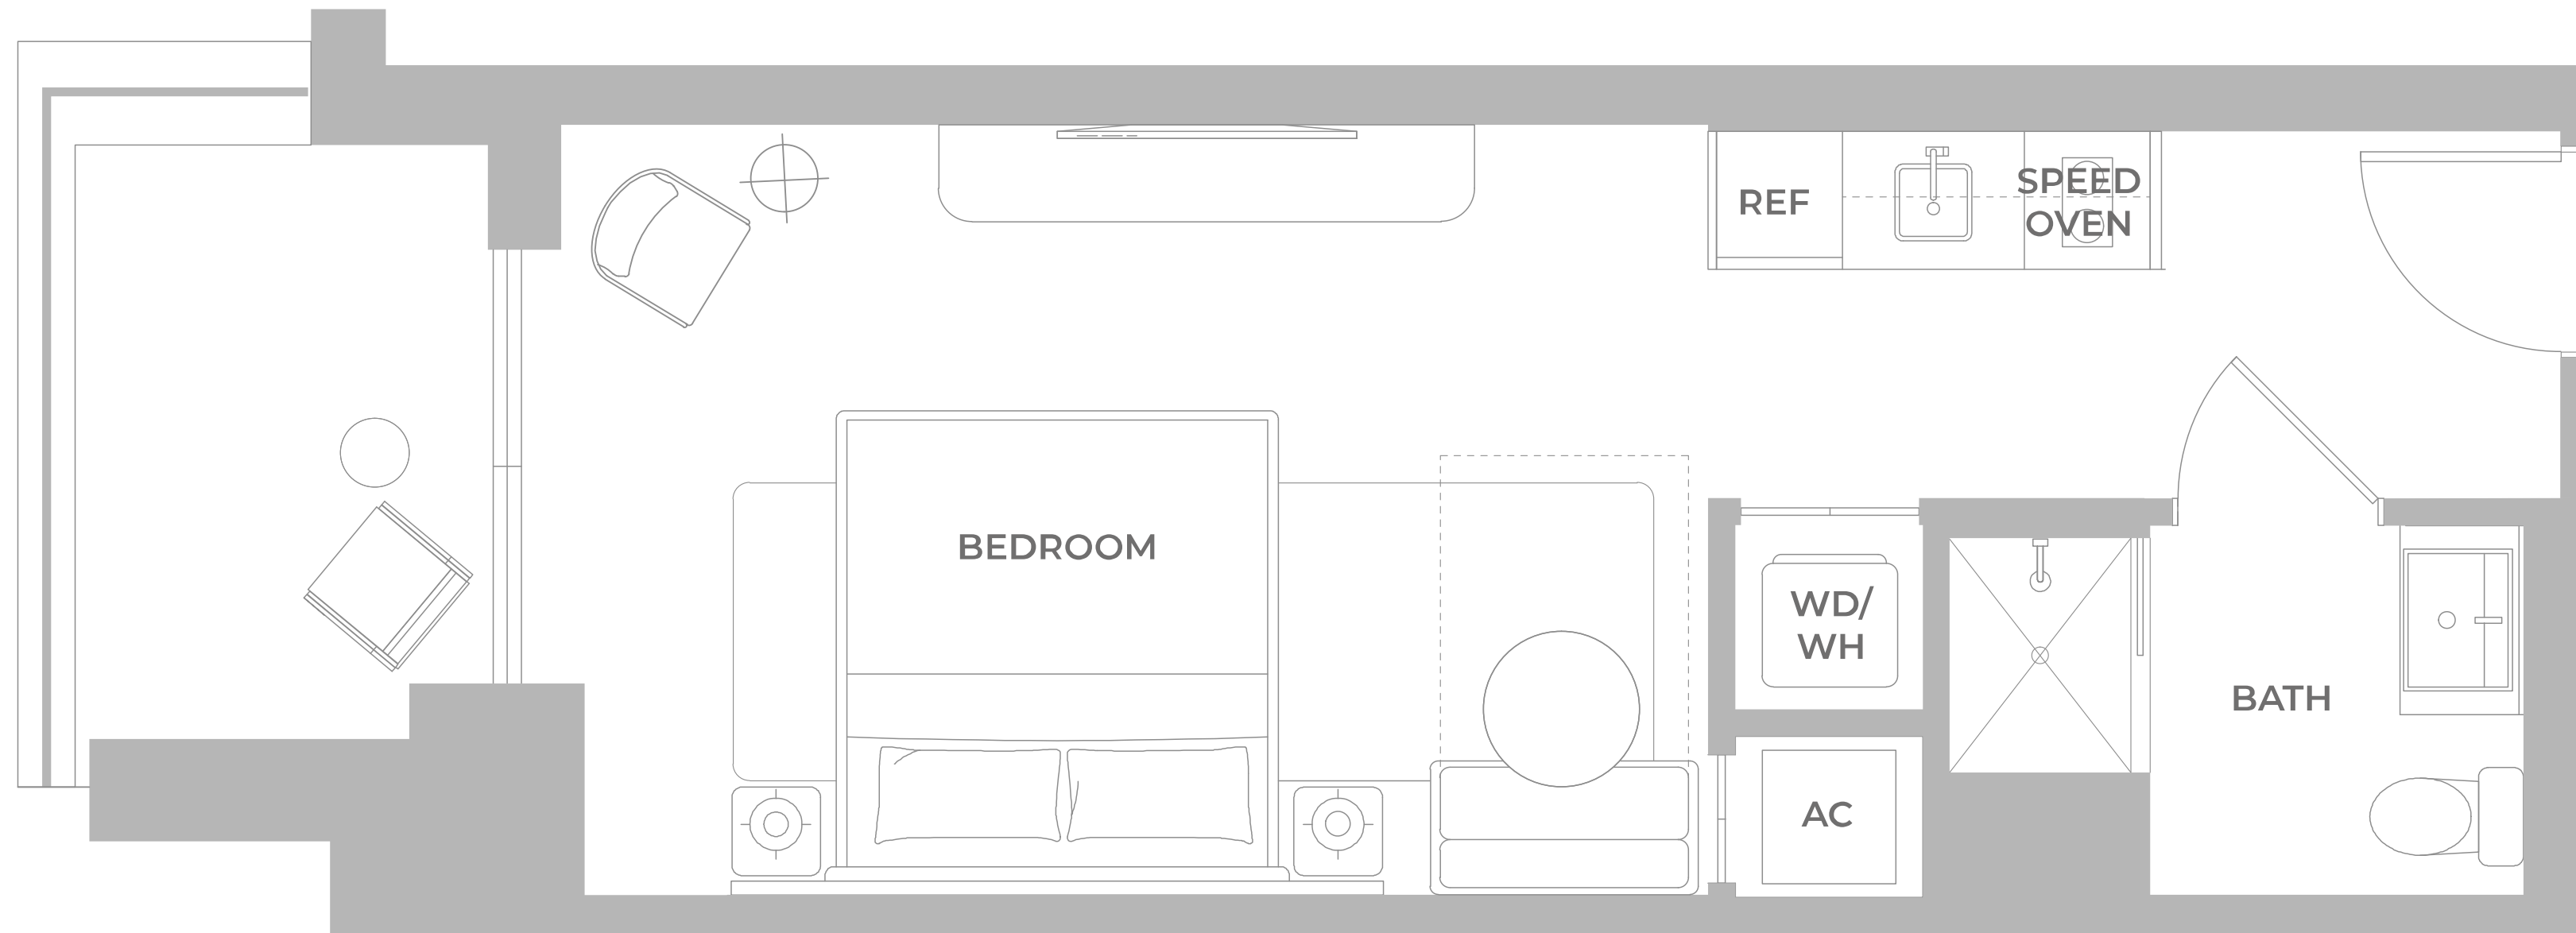 REF
SPEED
OVEN
BEDROOM
WD/
WH
BATH
AC